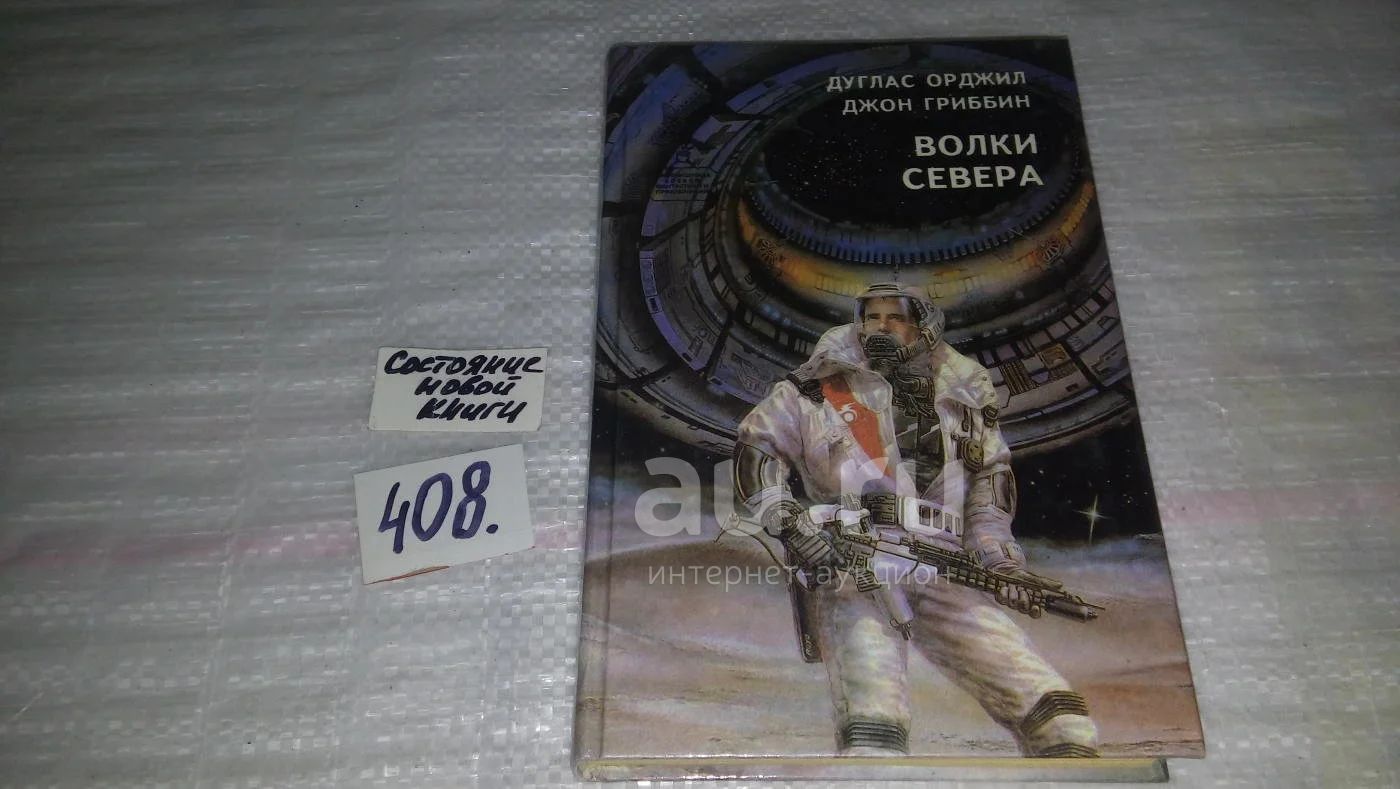 ДУГЛАС ОРДЖИЛ
ДЖОН ГРИББИН
ВОЛКИ
СЕВЕРА
Состояние
новой
книги
408.
au.ru
интернет-аукцион